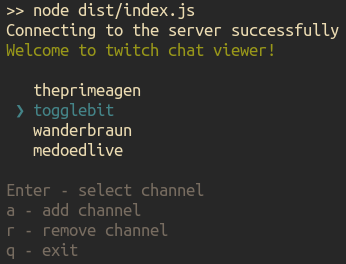 >> node dist/index.js
Connecting to the server successfully
Welcome to twitch chat viewer!
theprimeagen
❯ togglebit
wanderbraun
medoedlive
Enter - select channel
a - add channel
r - remove channel
q - exit